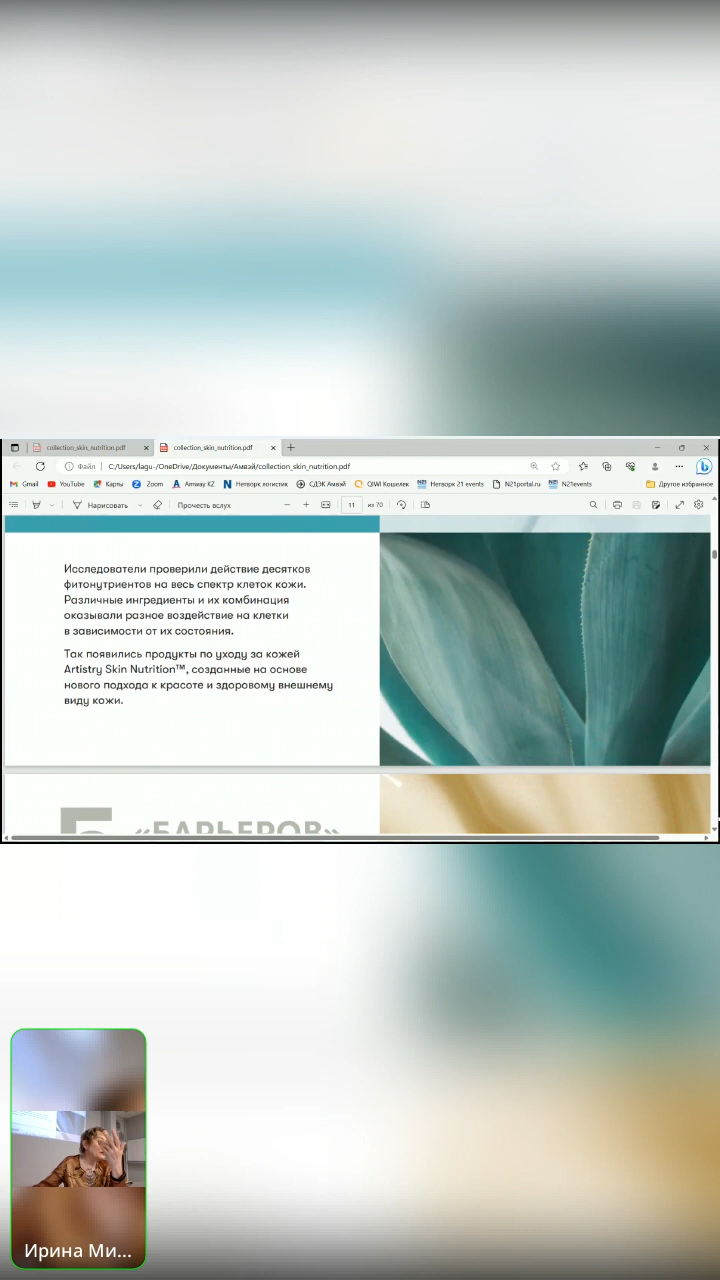 collection_skin_nutrition.pdf
collection_skin_nutrition.pdf
Файл
C:/Users/lagu-/OneDrive/Документы/Амвэй/collection_skin_nutrition.pdf
Gmail YouTube Карты Zoom Amway KZ Нетворк логистик СДЭК Амвэй QIWI Кошелек Нетворк 21 events N21portal.ru N21events Другое избранное
Нарисовать Прочесть вслух 11 из 70
Исследователи проверили действие десятков
фитонутриентов на весь спектр клеток кожи.
Различные ингредиенты и их комбинация
оказывали разное воздействие на клетки
в зависимости от их состояния.
Так появились продукты по уходу за кожей
Artistry Skin Nutrition™, созданные на основе
нового подхода к красоте и здоровому внешнему
виду кожи.
5 «БАРЬЕРОВ»
Ирина Ми...